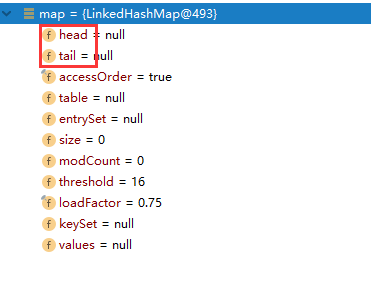 map = {LinkedHashMap@493}
f head = null
f tail = null
f accessOrder = true
f table = null
f entrySet = null
f size = 0
f modCount = 0
f threshold = 16
f loadFactor = 0.75
f keySet = null
f values = null